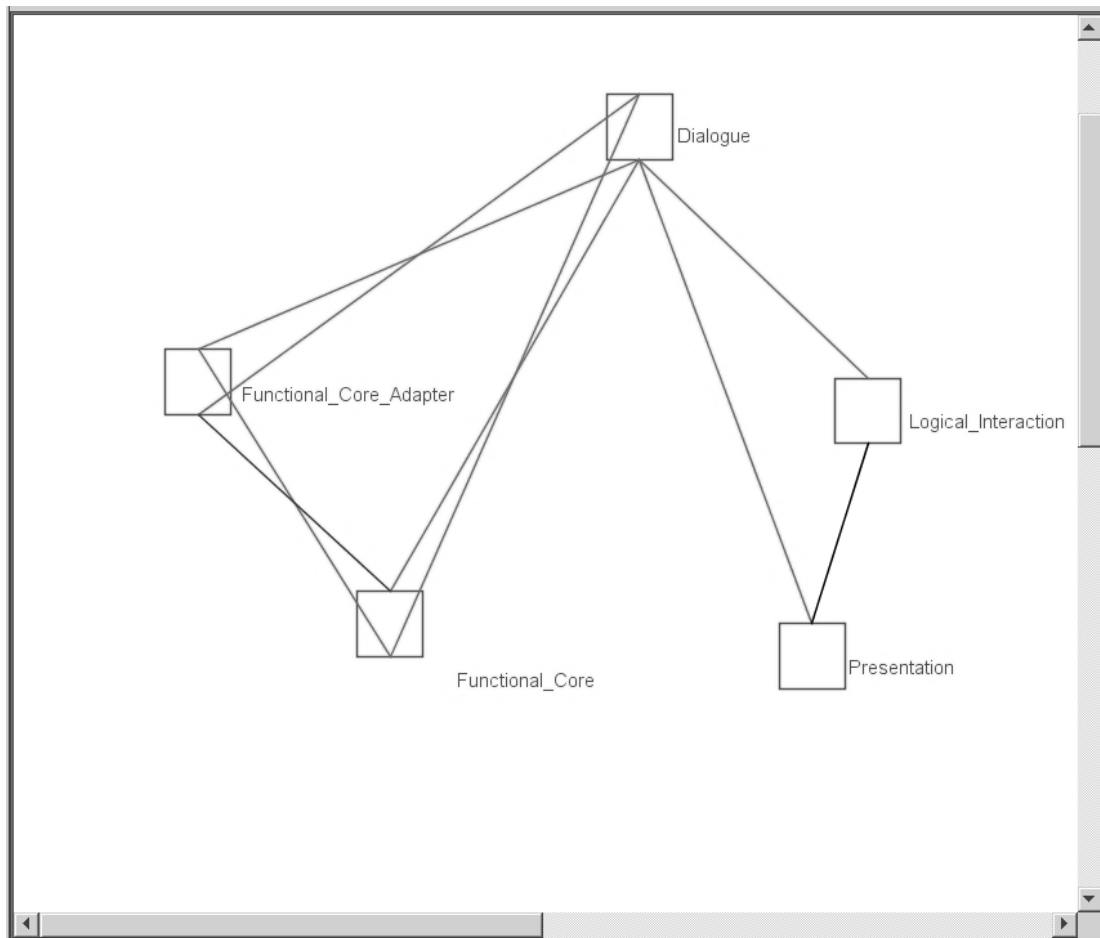 Dialogue
Functional_Core_Adapter
Logical_Interaction
Presentation
Functional_Core